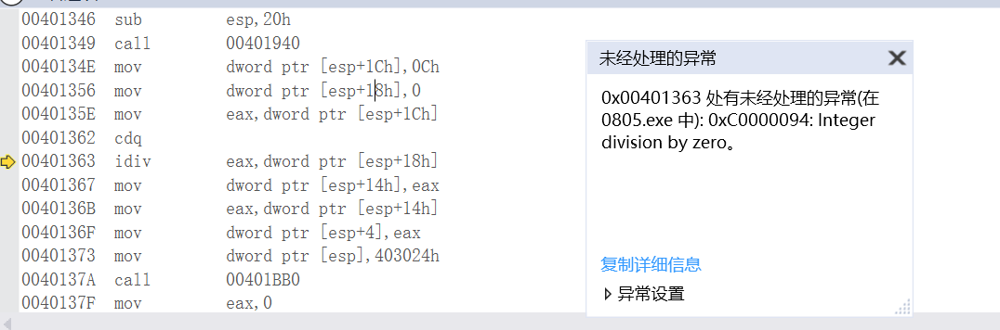 00401346 sub esp,20h
00401349 call 00401940
0040134E mov dword ptr [esp+1Ch],0Ch
00401356 mov dword ptr [esp+18h],0
0040135E mov eax,dword ptr [esp+1Ch]
00401362 cdq
00401363 idiv eax,dword ptr [esp+18h]
00401367 mov dword ptr [esp+14h],eax
0040136B mov eax,dword ptr [esp+14h]
0040136F mov dword ptr [esp+4],eax
00401373 mov dword ptr [esp],403024h
0040137A call 00401BB0
0040137F mov eax,0
未经处理的异常
0x00401363 处有未经处理的异常(在
0805.exe 中): 0xC0000094: Integer
division by zero。
复制详细信息
异常设置